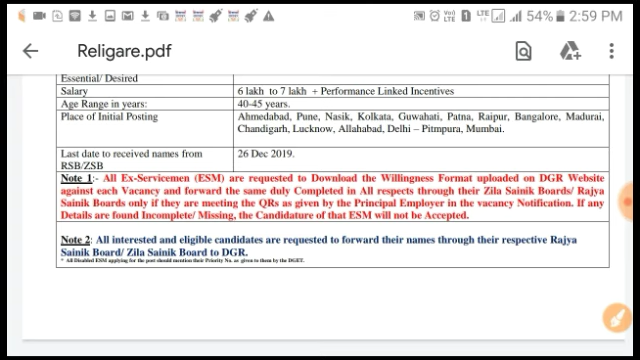 54% 2:59 PM
Religare.pdf
Essential/ Desired
Salary 6 lakh to 7 lakh + Performance Linked Incentives
Age Range in years: 40-45 years.
Place of Initial Posting Ahmedabad, Pune, Nasik, Kolkata, Guwahati, Patna, Raipur, Bangalore, Madurai,
Chandigarh, Lucknow, Allahabad, Delhi – Pitmpura, Mumbai.
Last date to received names from 26 Dec 2019.
RSB/ZSB
Note 1:- All Ex-Servicemen (ESM) are requested to Download the Willingness Format uploaded on DGR Website
against each Vacancy and forward the same duly Completed in All respects through their Zila Sainik Boards/ Rajya
Sainik Boards only if they are meeting the QRs as given by the Principal Employer in the vacancy Notification. If any
Details are found Incomplete/ Missing, the Candidature of that ESM will not be Accepted.
Note 2: All interested and eligible candidates are requested to forward their names through their respective Rajya
Sainik Board/ Zila Sainik Board to DGR.
* All Disabled ESM applying for the post should mention their Priority No. as given to them by the DGET.